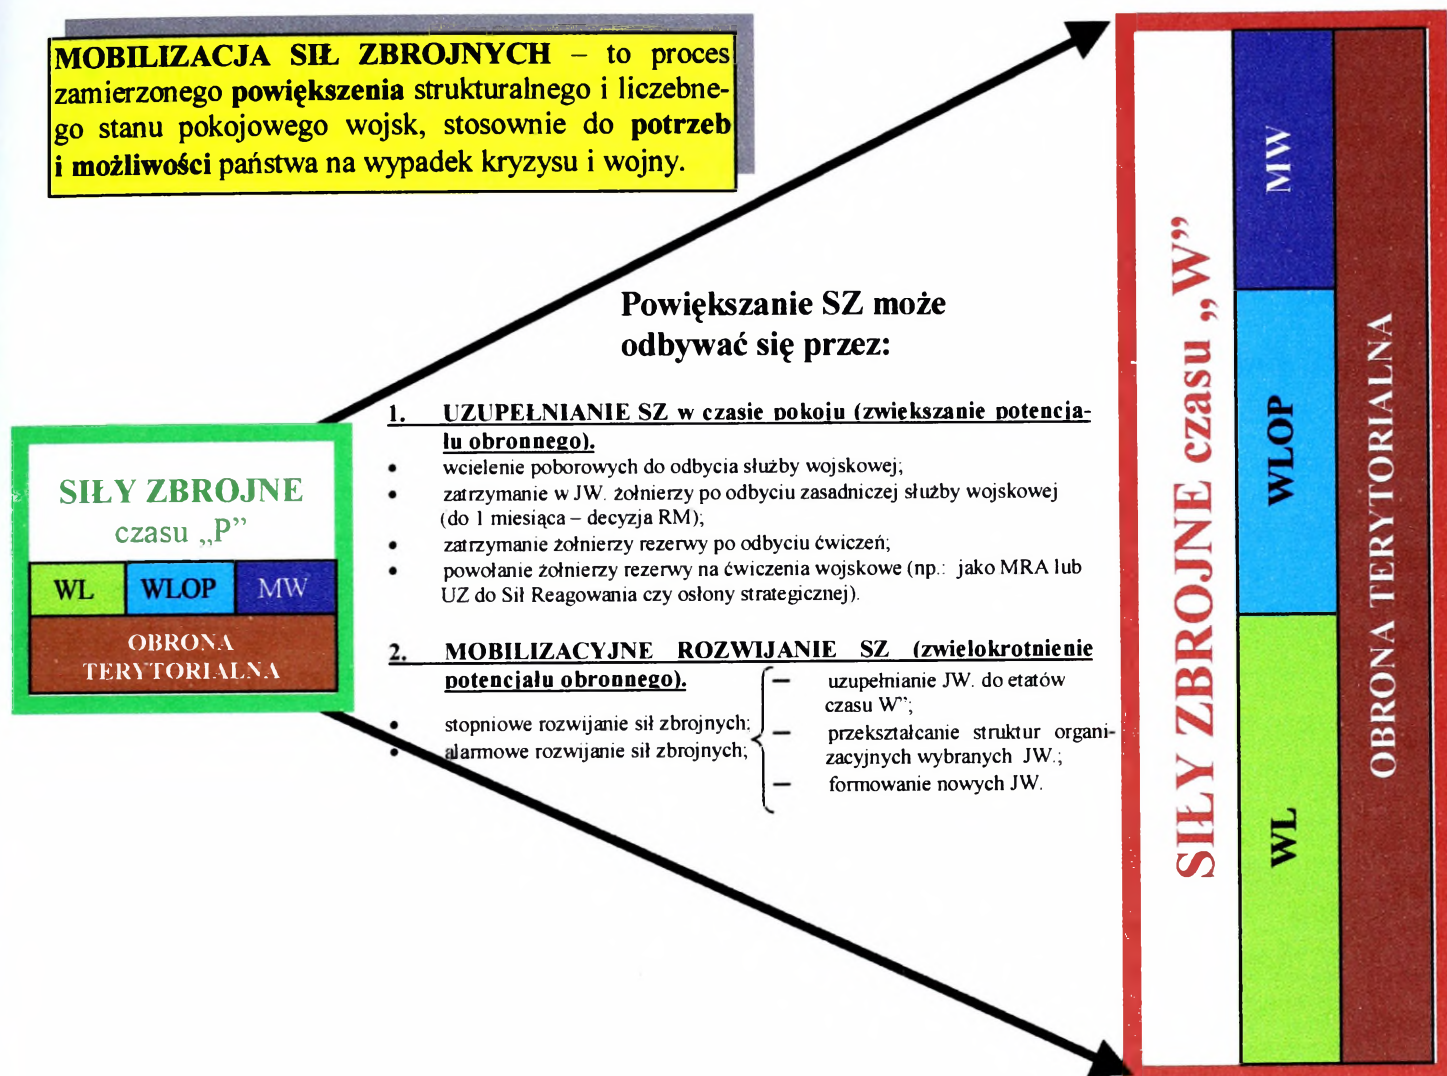 MOBILIZACJA SIŁ ZBROJNYCH – to proces
zamierzonego powiększenia strukturalnego i liczebne-
go stanu pokojowego wojsk, stosownie do potrzeb
i możliwości państwa na wypadek kryzysu i wojny.
Powiększanie SZ może
odbywać się przez:
1. UZUPEŁNIANIE SZ w czasie pokoju (zwiększanie potencja-
łu obronnego).
• wcielenie poborowych do odbycia służby wojskowej;
• zatrzymanie w JW. żołnierzy po odbyciu zasadniczej służby wojskowej
(do 1 miesiąca – decyzja RM);
• zatrzymanie żołnierzy rezerwy po odbyciu ćwiczeń;
• powołanie żołnierzy rezerwy na ćwiczenia wojskowe (np.: jako MRA lub
UZ do Sił Reagowania czy osłony strategicznej).
2. MOBILIZACYJNE ROZWIJANIE SZ (zwielokrotnienie
potencjału obronnego).
• stopniowe rozwijanie sił zbrojnych;
• alarmowe rozwijanie sił zbrojnych;
– uzupełnianie JW. do etatów
czasu W”;
– przekształcanie struktur organi-
zacyjnych wybranych JW.;
– formowanie nowych JW.
SIŁY ZBROJNE
czasu „P”
WL WLOP MW
OBRONA
TERYTORIALNA
SIŁY ZBROJNE czasu „W”
MW
WLOP
WL
OBRONA TERYTORIALNA